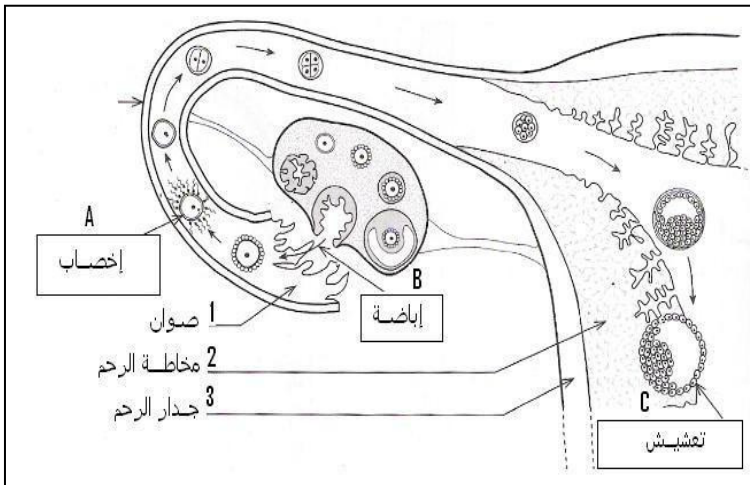 A
إخصاب
B
إباضة
1 صوان
2 مخاطة الرحم
3 جدار الرحم
C
تعشيش